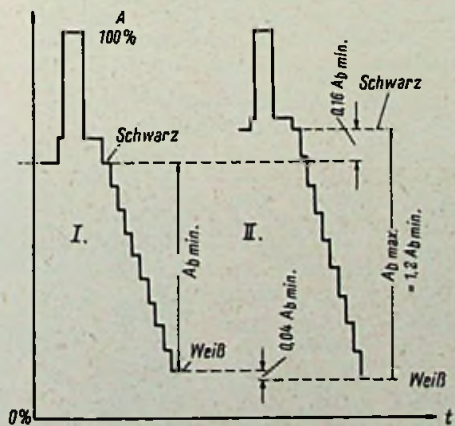 A
100%
Schwarz
0,16 Ab min.
Schwarz
I.
II.
Ab min.
Ab max.
= 1,2 Ab min.
0,04 Ab min.
Weiß
Weiß
0%
t